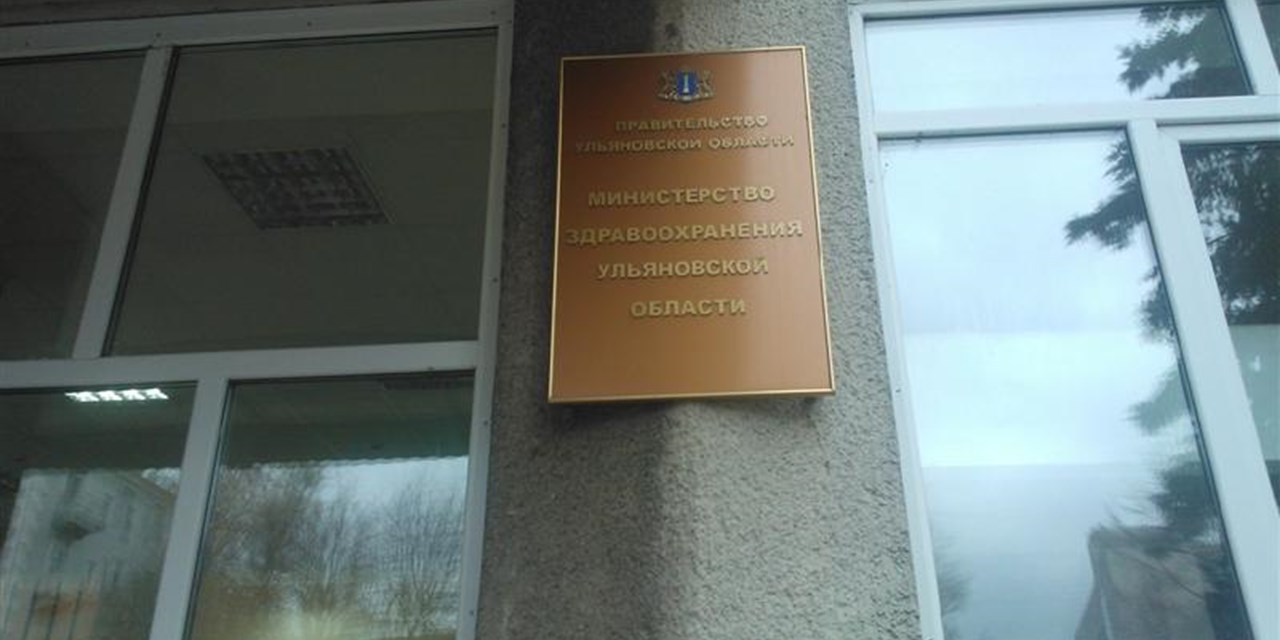 ПРАВИТЕЛЬСТВО
УЛЬЯНОВСКОЙ ОБЛАСТИ
МИНИСТЕРСТВО
ЗДРАВООХРАНЕНИЯ
УЛЬЯНОВСКОЙ
ОБЛАСТИ